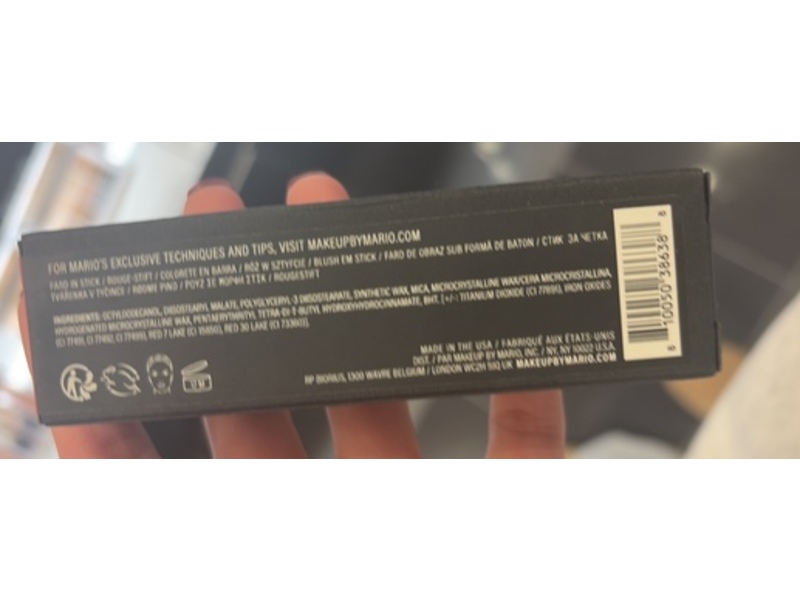 FOR MARIO'S EXCLUSIVE TECHNIQUES AND TIPS, VISIT MAKEUPBYMARIO.COM
FARD IN STICK / ROUGE-STIFT / COLORETE EN BARRA / RÓŻ W SZTYFCIE / BLUSH EM STICK / FARD DE OBRAZ SUB FORMĂ DE BATON / СТИК ЗА ЧЕТКА
TVÁŘENKA V TYČINCE / ΡΟΥΖ ΣΕ ΜΟΡΦΗ ΣΤΙΚ / ROUGESTIFT
INGREDIENTS: OCTYLDODECANOL, DIISOSTEARYL MALATE, POLYGLYCERYL-3 DIISOSTEARATE, SYNTHETIC WAX, MICA, MICROCRYSTALLINE WAX/CERA MICROCRISTALLINA,
HYDROGENATED MICROCRYSTALLINE WAX, PENTAERYTHRITYL TETRA-DI-T-BUTYL HYDROXYHYDROCINNAMATE, BHT. [+/-: TITANIUM DIOXIDE (CI 77891), IRON OXIDES
(CI 77491, CI 77492, CI 77499), RED 7 LAKE (CI 15850), RED 30 LAKE (CI 73360)].
MADE IN THE USA / FABRIQUÉ AUX ÉTATS-UNIS
DIST. / PAR MAKEUP BY MARIO, INC. / NY, NY 10022 U.S.A.
RP BIORIUS, 1300 WAVRE BELGIUM / LONDON WC2H 9JQ UK MAKEUPBYMARIO.COM
8 10050 38638 8